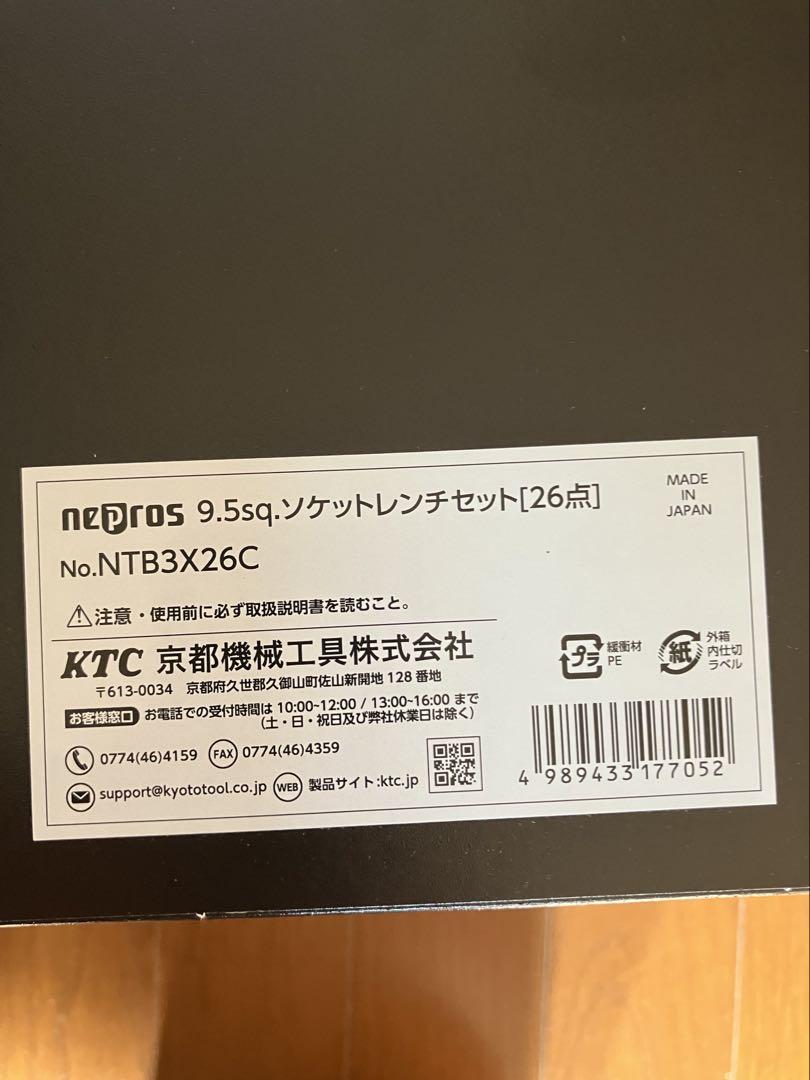 nepros 9.5sq.ソケットレンチセット[26点]
MADE
IN
JAPAN
No.NTB3X26C
注意・使用前に必ず取扱説明書を読むこと。
KTC 京都機械工具株式会社
〒613-0034 京都府久世郡久御山町佐山新開地 128 番地
お客様窓口 お電話での受付時間は 10:00~12:00 / 13:00~16:00 まで
(土・日・祝日及び弊社休業日は除く)
0774(46)4159 FAX 0774(46)4359
support@kyototool.co.jp WEB 製品サイト:ktc.jp
プラ 緩衝材
PE
紙 外箱
内仕切
ラベル
4 989433 177052